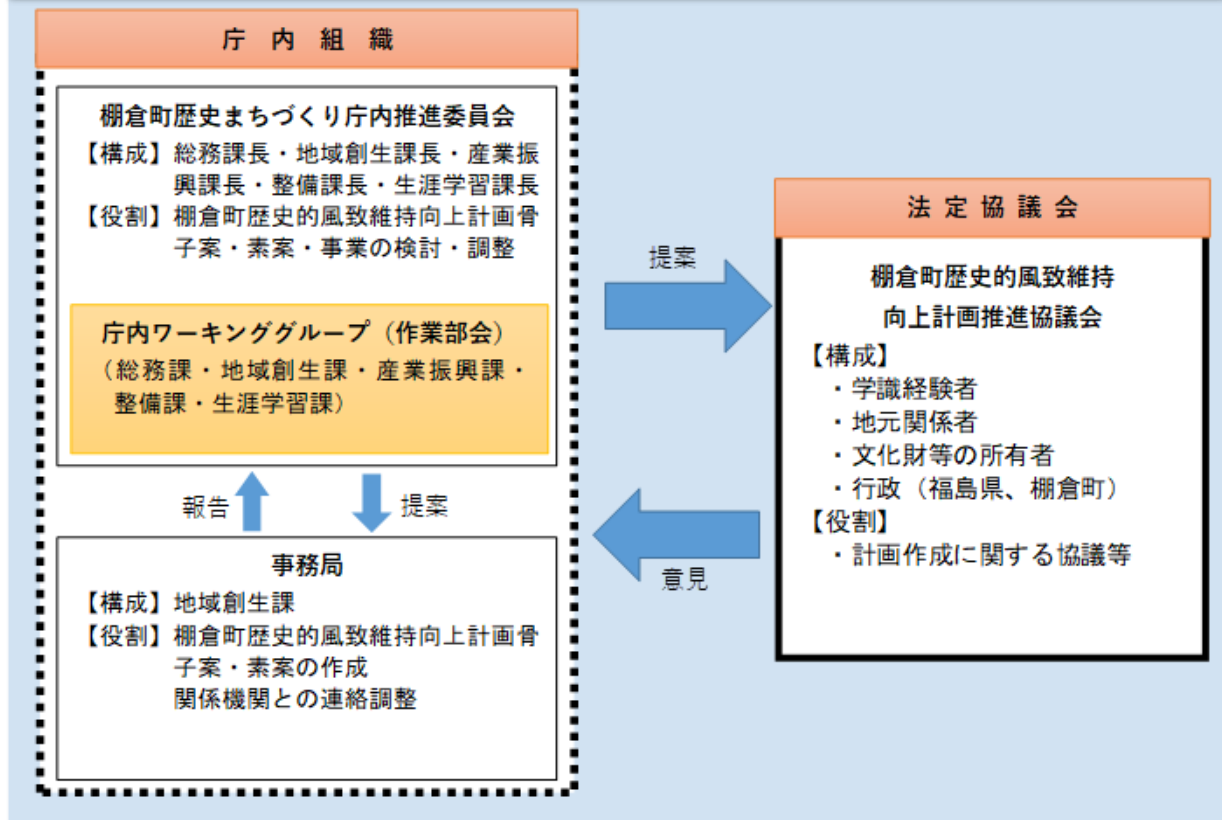 庁内組織
棚倉町歴史まちづくり庁内推進委員会
【構成】総務課長・地域創生課長・産業振
興課長・整備課長・生涯学習課長
【役割】棚倉町歴史的風致維持向上計画骨
子案・素案・事業の検討・調整
庁内ワーキンググループ（作業部会）
（総務課・地域創生課・産業振興課・
整備課・生涯学習課）
報告
提案
事務局
【構成】地域創生課
【役割】棚倉町歴史的風致維持向上計画骨
子案・素案の作成
関係機関との連絡調整
提案
意見
法定協議会
棚倉町歴史的風致維持
向上計画推進協議会
【構成】
・学識経験者
・地元関係者
・文化財等の所有者
・行政（福島県、棚倉町）
【役割】
・計画作成に関する協議等